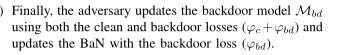 ) Finally, the adversary updates the backdoor model 𝓜_bd
using both the clean and backdoor losses (φ_c + φ_bd) and
updates the BaN with the backdoor loss (φ_bd).